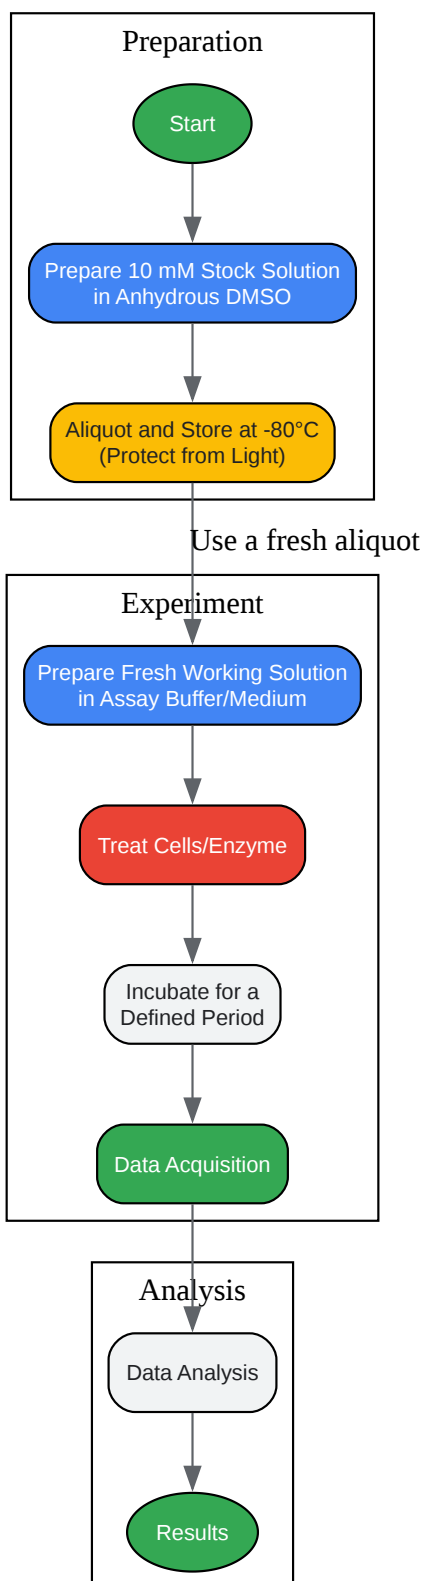 Preparation
Start
Prepare 10 mM Stock Solution
in Anhydrous DMSO
Aliquot and Store at -80°C
(Protect from Light)
Use a fresh aliquot
Experiment
Prepare Fresh Working Solution
in Assay Buffer/Medium
Treat Cells/Enzyme
Incubate for a
Defined Period
Data Acquisition
Analysis
Data Analysis
Results